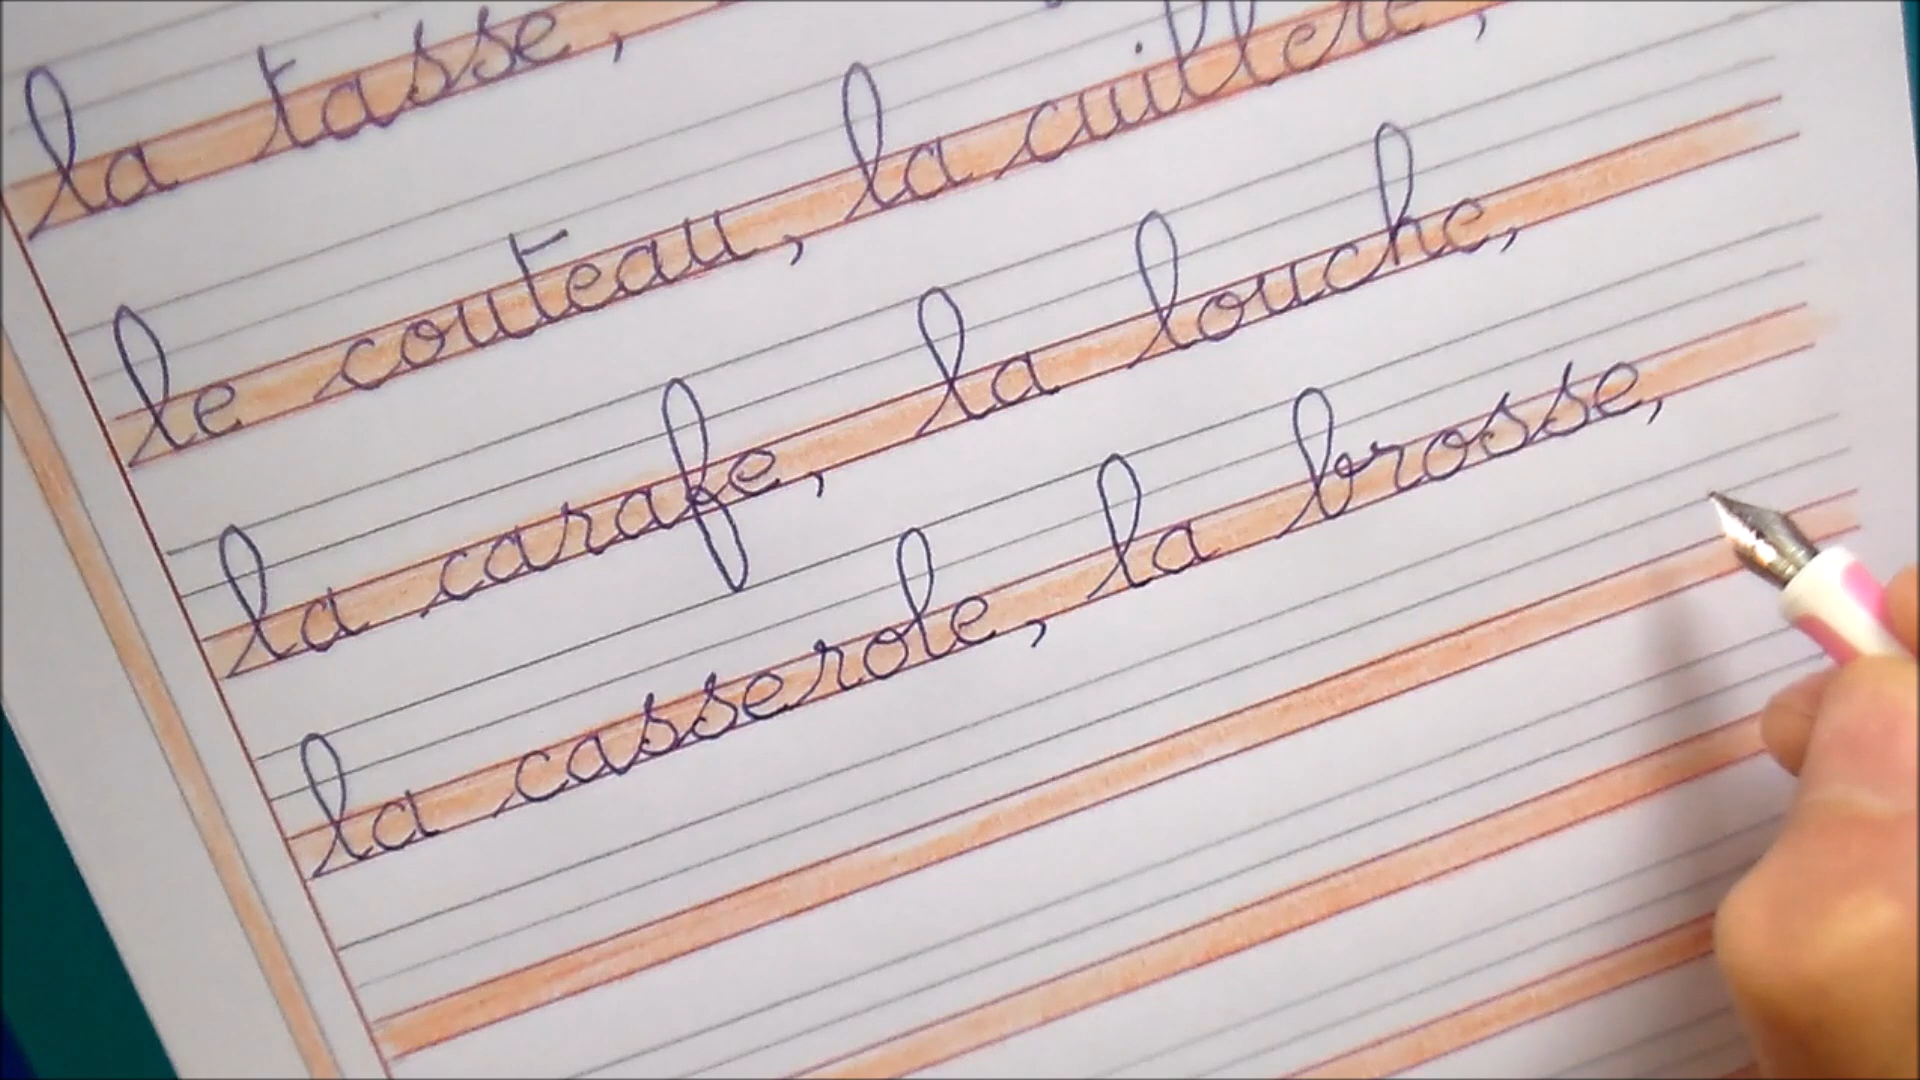 la tasse,
le couteau, la cuillère,
la carafe, la louche,
la casserole, la brosse,